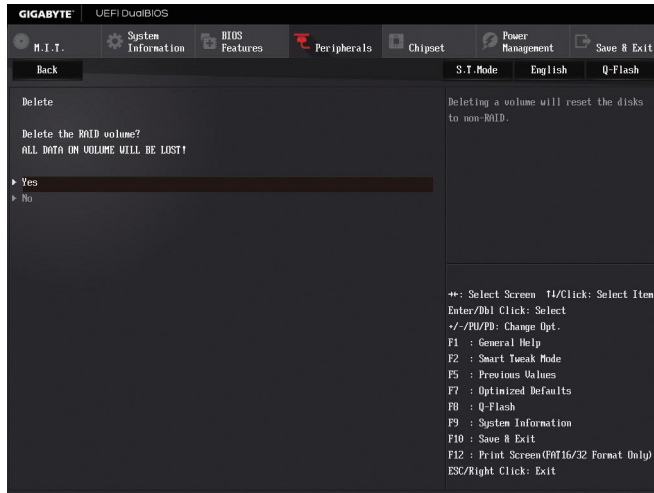 GIGABYTE™ UEFI DualBIOS
M.I.T.
System Information
BIOS Features
Peripherals
Chipset
Power Management
Save & Exit
Back
S.T.Mode English Q-Flash
Delete
Delete the RAID volume?
ALL DATA ON VOLUME WILL BE LOST!
Yes
No
Deleting a volume will reset the disks
to non-RAID.
→←: Select Screen ↑↓/Click: Select Item
Enter/Dbl Click: Select
+/-/PU/PD: Change Opt.
F1 : General Help
F2 : Smart Tweak Mode
F5 : Previous Values
F7 : Optimized Defaults
F8 : Q-Flash
F9 : System Information
F10 : Save & Exit
F12 : Print Screen(FAT16/32 Format Only)
ESC/Right Click: Exit